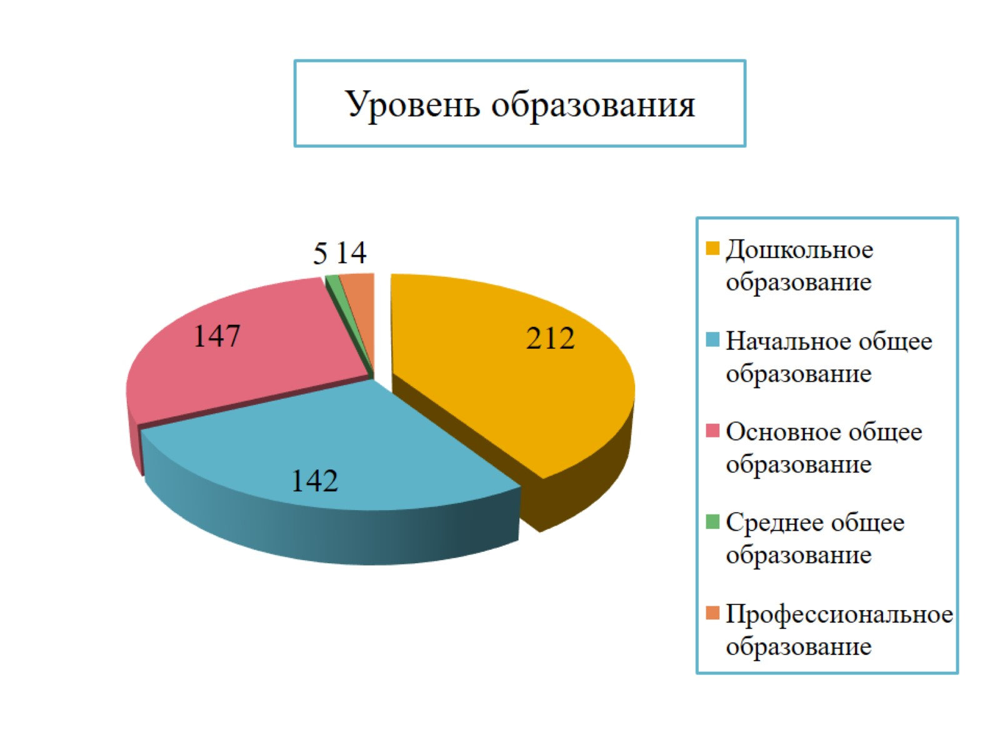 Уровень образования
5 14
147
212
142
Дошкольное
образование
Начальное общее
образование
Основное общее
образование
Среднее общее
образование
Профессиональное
образование